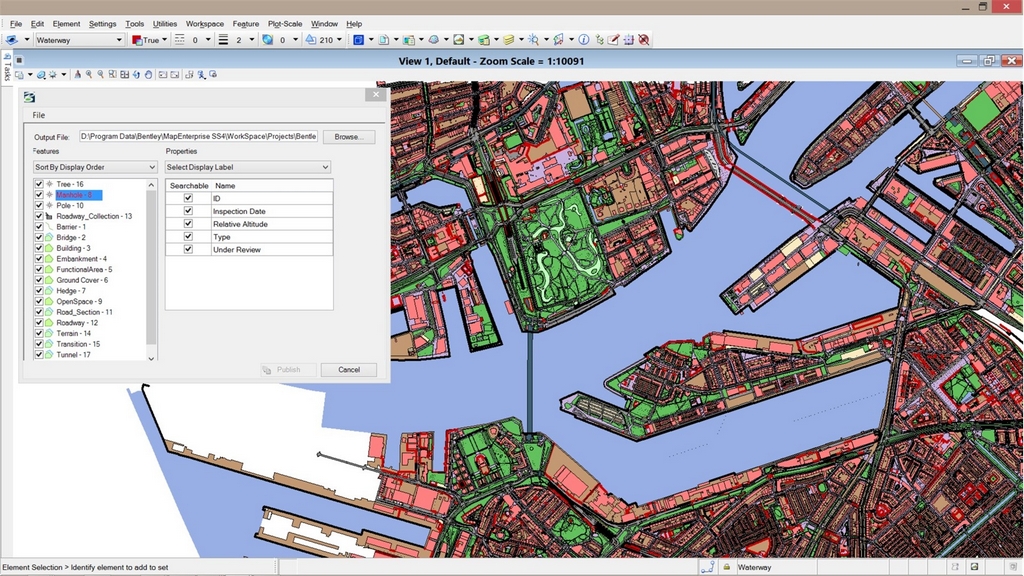 File Edit Element Settings Tools Utilities Workspace Feature Plot-Scale Window Help
Waterway True 0 2 0 210
View 1, Default - Zoom Scale = 1:10091
Tasks
File
Output File: D:\Program Data\Bentley\MapEnterprise SS4\WorkSpace\Projects\Bentle Browse...
Features Properties
Sort By Display Order Select Display Label
Searchable Name
Tree - 16
ID
Pole - 10
Inspection Date
Roadway_Collection - 13
Relative Altitude
Barrier - 1
Type
Bridge - 2
Under Review
Building - 3
Embankment - 4
FunctionalArea - 5
Ground Cover - 6
Hedge - 7
OpenSpace - 9
Road_Section - 11
Roadway - 12
Terrain - 14
Transition - 15
Tunnel - 17
Publish Cancel
Element Selection > Identify element to add to set
Waterway